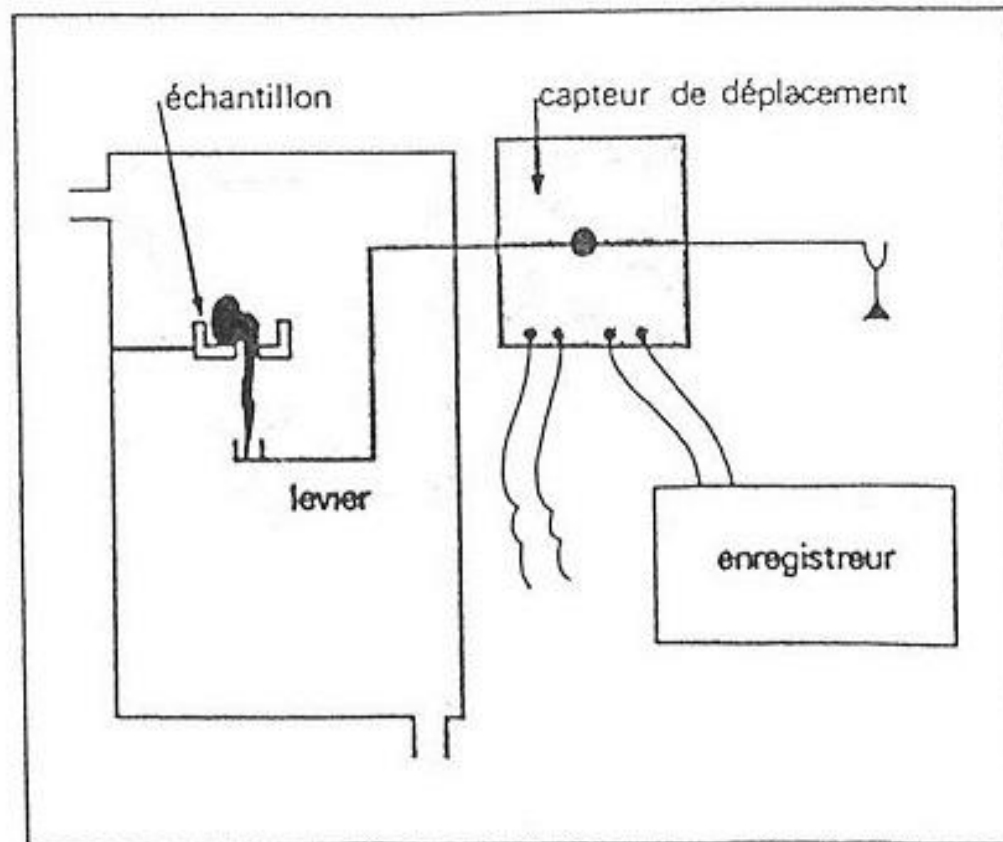 échantillon
capteur de déplacement
levier
enregistreur